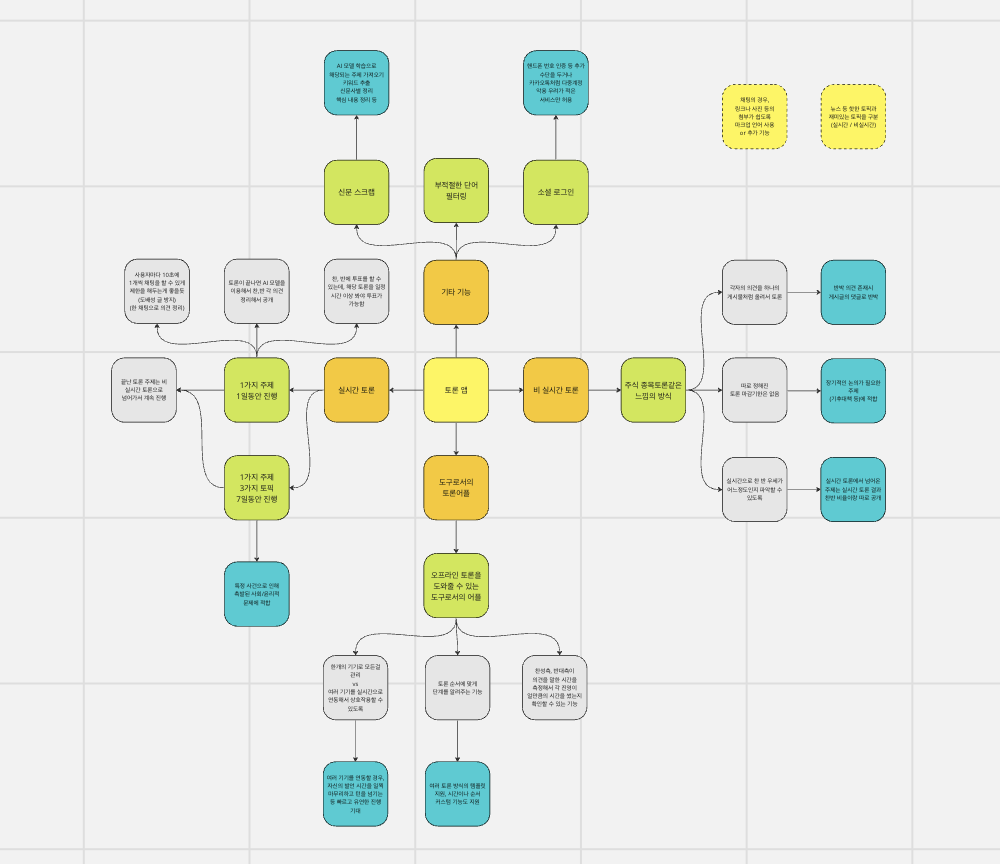 AI 모델 학습으로
해당되는 주제 가져오기
키워드 추출
신문사별 정리
핵심 내용 정리 등
핸드폰 번호 인증 등 추가
수단을 두거나
카카오톡처럼 다중계정
악용 우려가 적은
서비스만 허용
채팅의 경우,
링크나 사진 등의
첨부가 쉽도록
마크업 언어 사용
or 추가 기능
뉴스 등 핫한 토픽과
재미있는 토픽을 구분
(실시간 / 비실시간)
신문 스크랩
부적절한 단어
필터링
소셜 로그인
사용자마다 10초에
1개씩 채팅을 할 수 있게
제한을 해두는게 좋을듯
(도배성 글 방지)
(한 채팅으로 의견 정리)
토론이 끝나면 AI 모델을
이용해서 찬,반 각 의견
정리해서 공개
찬, 반에 투표를 할 수
있는데, 해당 토론을 일정
시간 이상 봐야 투표가
가능함
기타 기능
각자의 의견을 하나의
게시물처럼 올려서 토론
반박 의견 존재시
게시글의 댓글로 반박
끝난 토론 주제는 비
실시간 토론으로
넘어가서 계속 진행
1가지 주제
1일동안 진행
실시간 토론
토론 앱
비 실시간 토론
주식 종목토론같은
느낌의 방식
따로 정해진
토론 마감기한은 없음
장기적인 논의가 필요한
주제
(기후대책 등)에 적합
1가지 주제
3가지 토픽
7일동안 진행
도구로서의
토론어플
실시간으로 찬 반 우세가
어느정도인지 파악할 수
있도록
실시간 토론에서 넘어온
주제는 실시간 토론 결과
찬반 비율이랑 따로 공개
특정 사건으로 인해
촉발된 사회/윤리적
문제에 적합
오프라인 토론을
도와줄 수 있는
도구로서의 어플
한개의 기기로 모든걸
관리
vs
여러 기기를 실시간으로
연동해서 상호작용할 수
있도록
토론 순서에 맞게
단계를 알려주는 기능
찬성측, 반대측이
의견을 말한 시간을
측정해서 각 진영이
얼만큼의 시간을 썼는지
확인할 수 있는 기능
여러 기기를 연동할 경우,
자신의 발언 시간을 일찍
마무리하고 턴을 넘기는
등 빠르고 유연한 진행
기대
여러 토론 방식의 템플릿
지원, 시간이나 순서
커스텀 기능도 지원